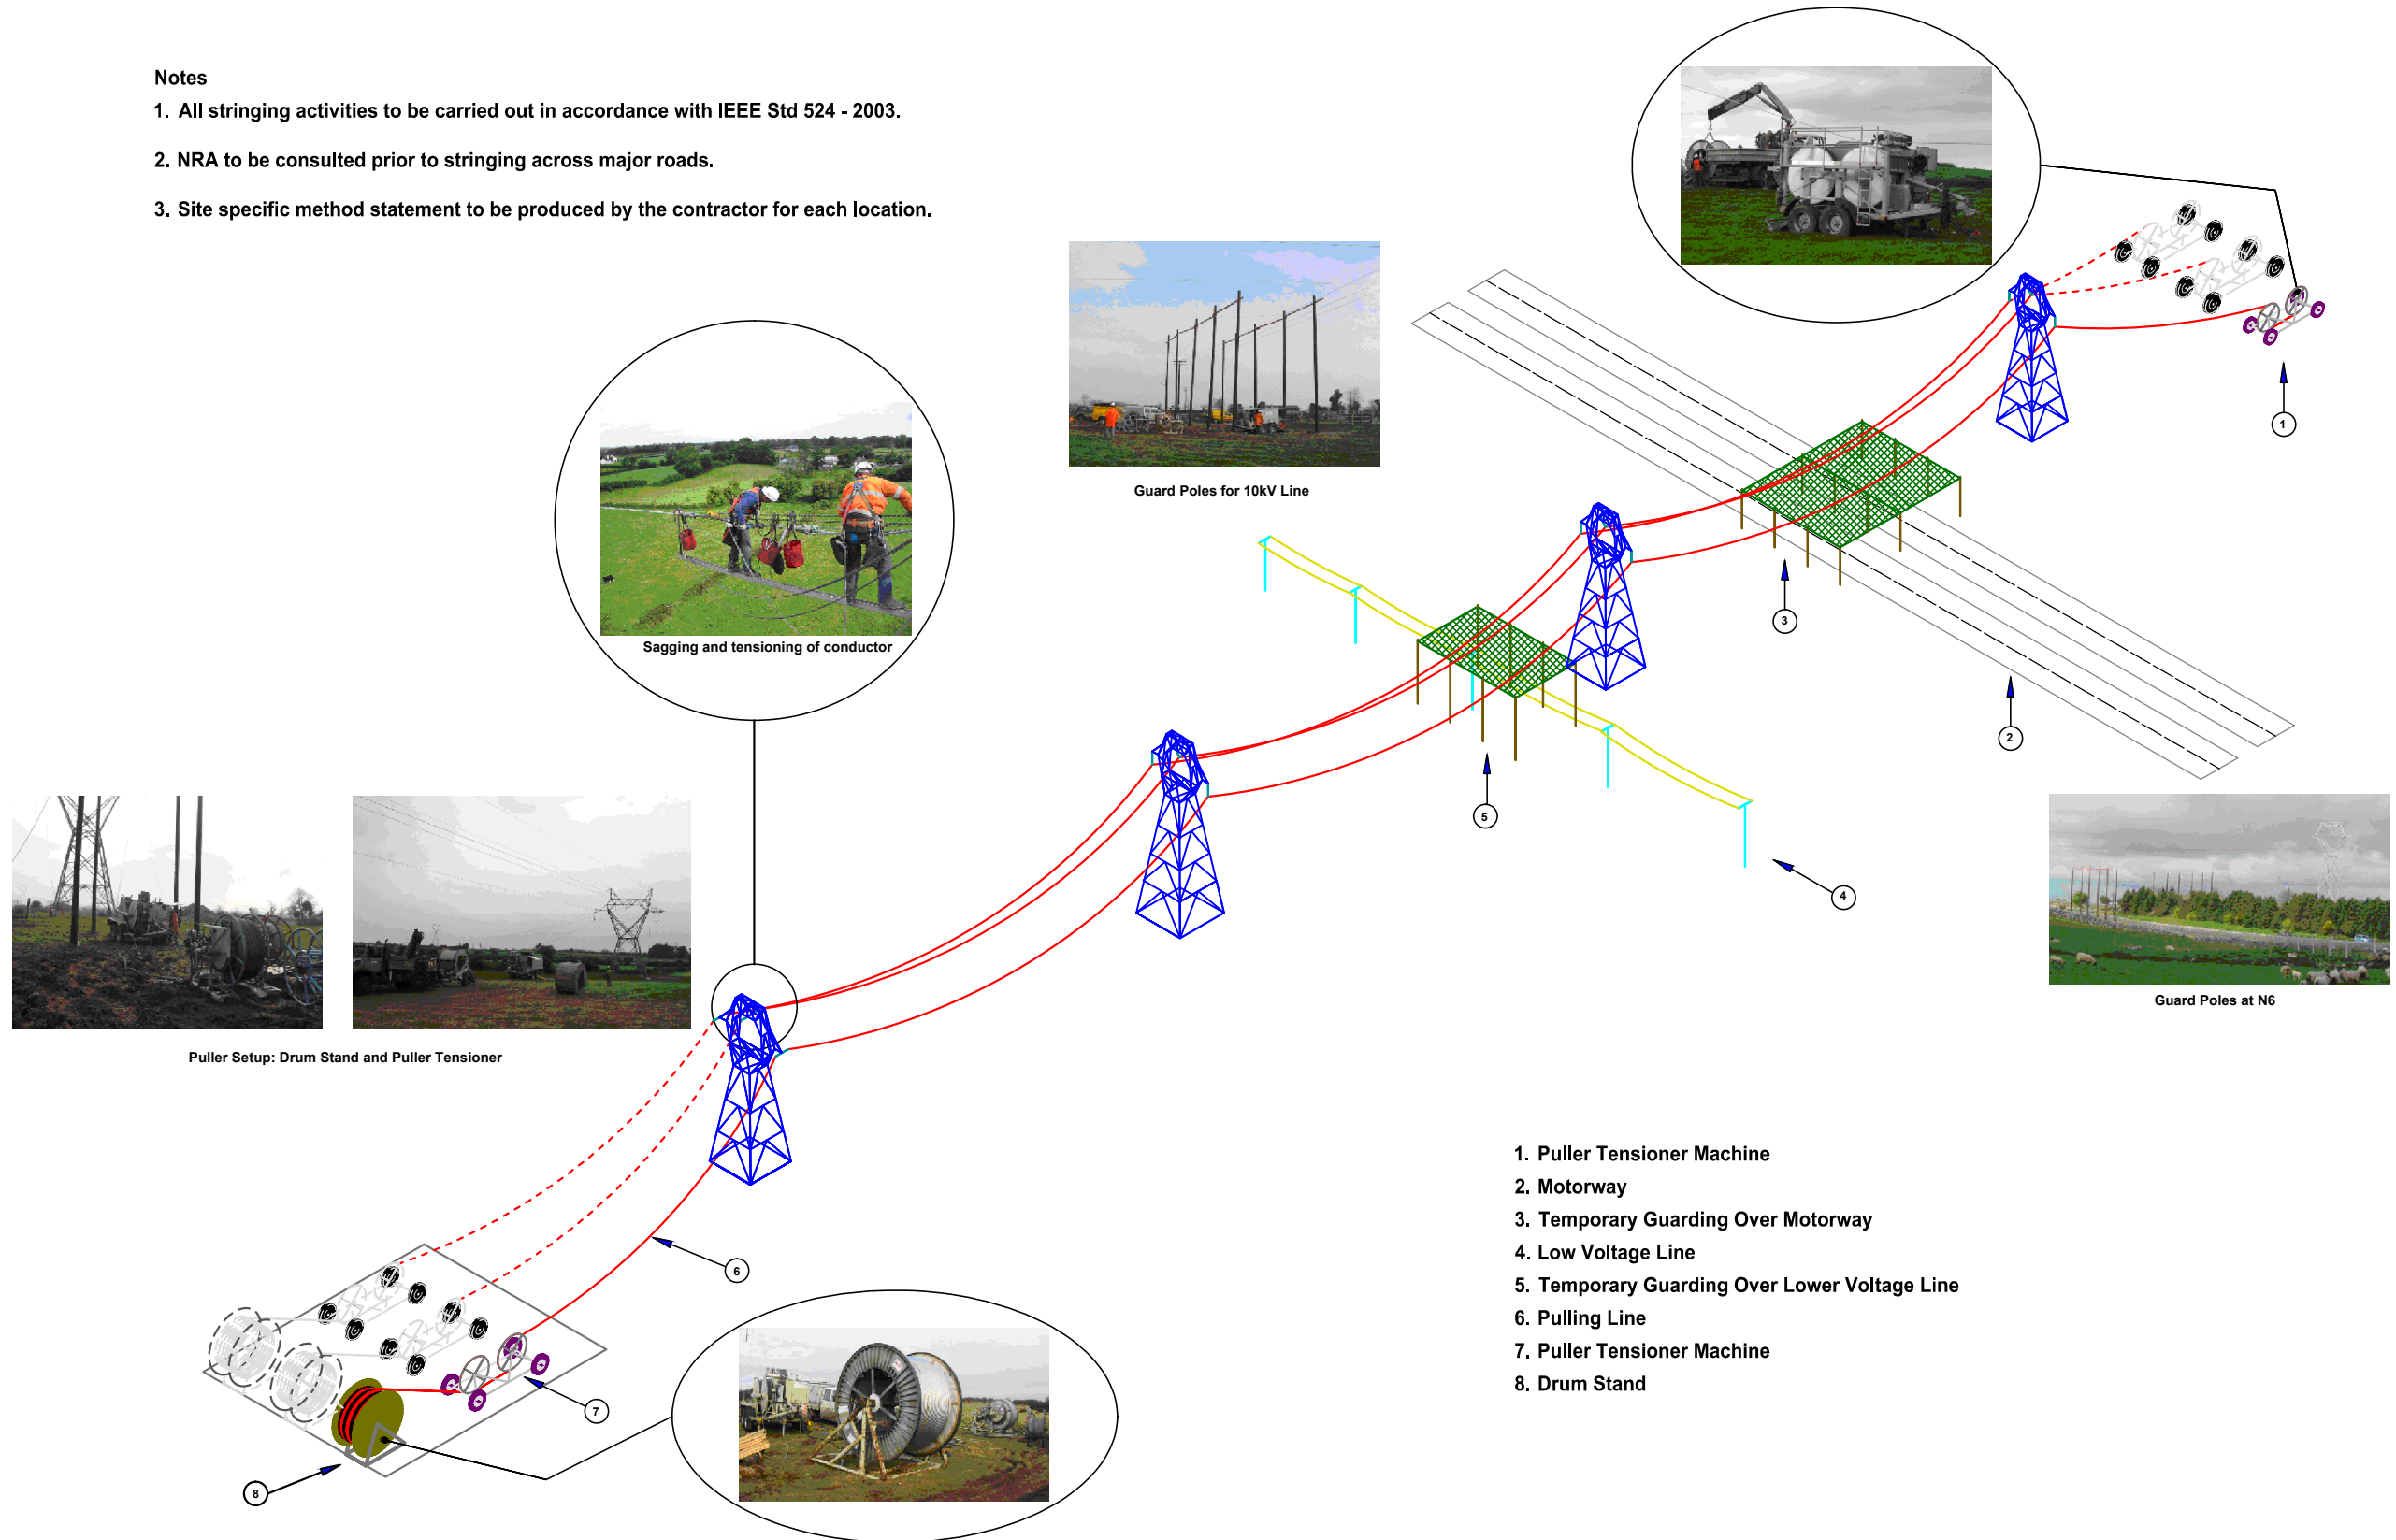 Notes
1. All stringing activities to be carried out in accordance with IEEE Std 524 - 2003.
2. NRA to be consulted prior to stringing across major roads.
3. Site specific method statement to be produced by the contractor for each location.
Guard Poles for 10kV Line
1
Sagging and tensioning of conductor
3
2
5
4
Guard Poles at N6
Puller Setup: Drum Stand and Puller Tensioner
6
7
8
1. Puller Tensioner Machine
2. Motorway
3. Temporary Guarding Over Motorway
4. Low Voltage Line
5. Temporary Guarding Over Lower Voltage Line
6. Pulling Line
7. Puller Tensioner Machine
8. Drum Stand